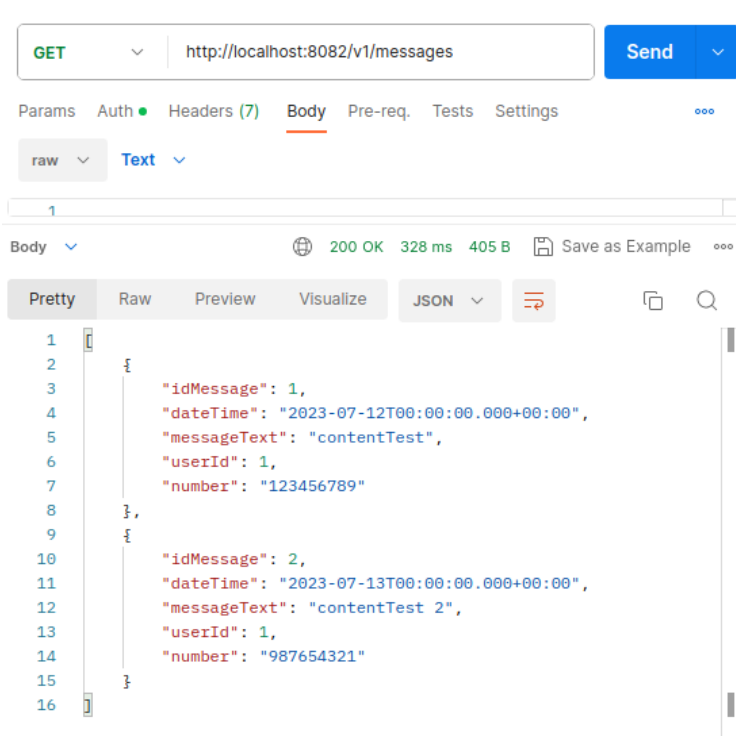 GET http://localhost:8082/v1/messages Send
Params Auth Headers (7) Body Pre-req. Tests Settings
raw Text
1
Body 200 OK 328 ms 405 B Save as Example
Pretty Raw Preview Visualize JSON
1 [
2 {
3 "idMessage": 1,
4 "dateTime": "2023-07-12T00:00:00.000+00:00",
5 "messageText": "contentTest",
6 "userId": 1,
7 "number": "123456789"
8 },
9 {
10 "idMessage": 2,
11 "dateTime": "2023-07-13T00:00:00.000+00:00",
12 "messageText": "contentTest 2",
13 "userId": 1,
14 "number": "987654321"
15 }
16 ]